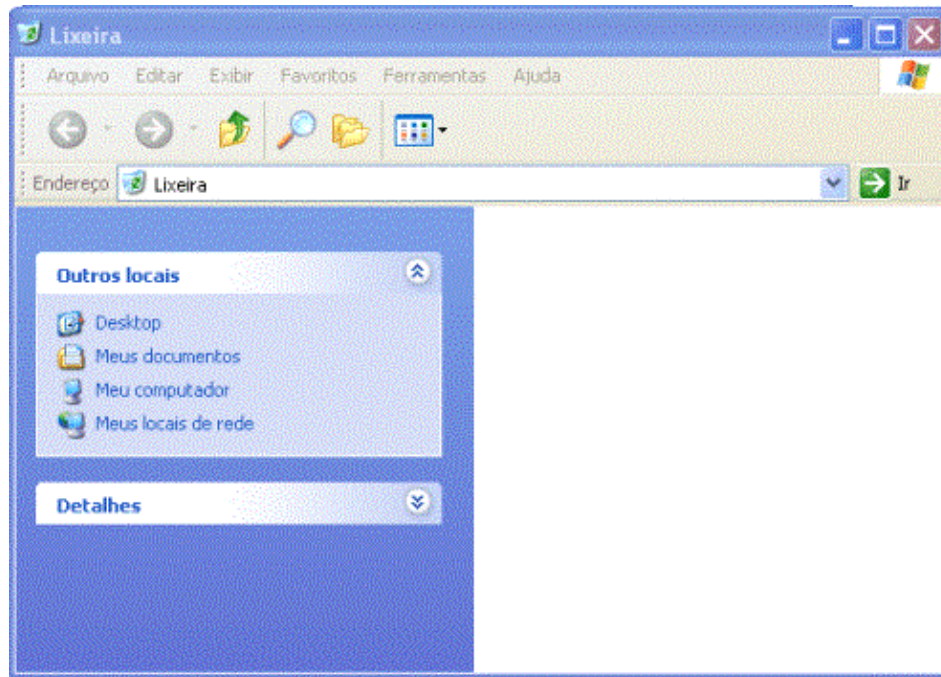 Lixeira
Arquivo Editar Exibir Favoritos Ferramentas Ajuda
Endereço Lixeira Ir
Outros locais
Desktop
Meus documentos
Meu computador
Meus locais de rede
Detalhes